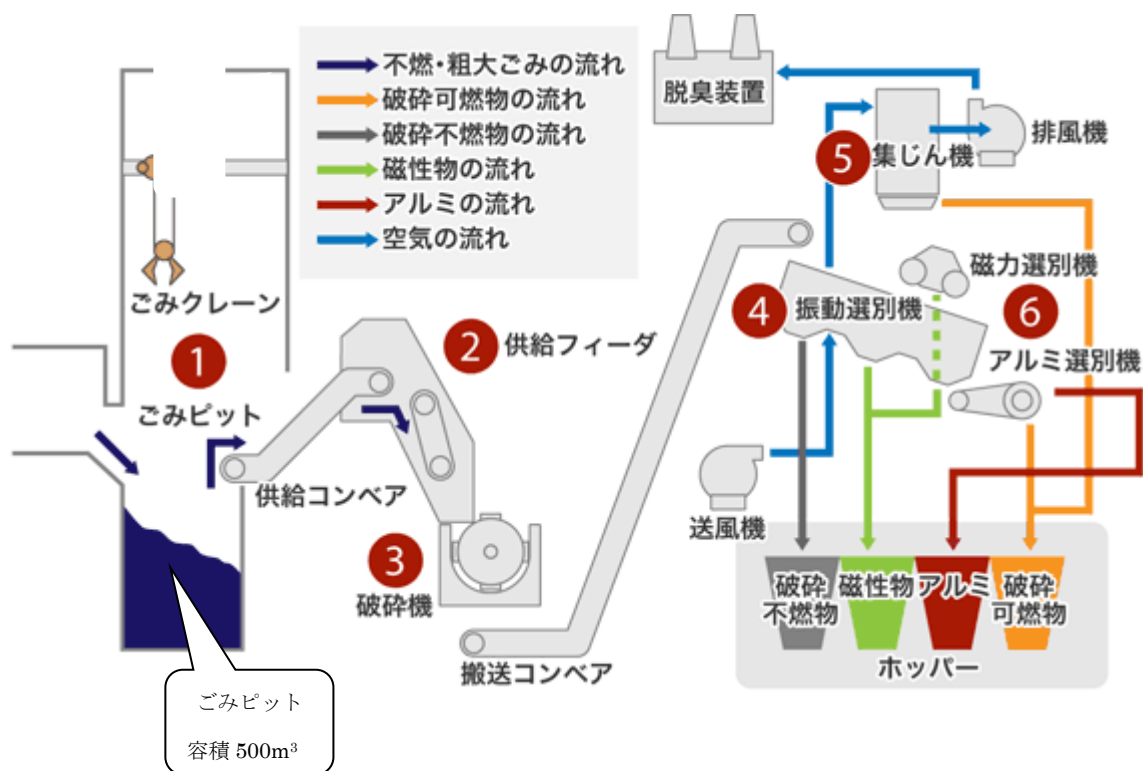 不燃・粗大ごみの流れ
破砕可燃物の流れ
破砕不燃物の流れ
磁性物の流れ
アルミの流れ
空気の流れ
脱臭装置
排風機
5
集じん機
ごみクレーン
1
ごみピット
2
供給フィーダ
供給コンベア
3
破砕機
搬送コンベア
4
振動選別機
磁力選別機
6
アルミ選別機
送風機
破砕
不燃物
磁性物
アルミ
破砕
可燃物
ホッパー
ごみピット
容積 500m³